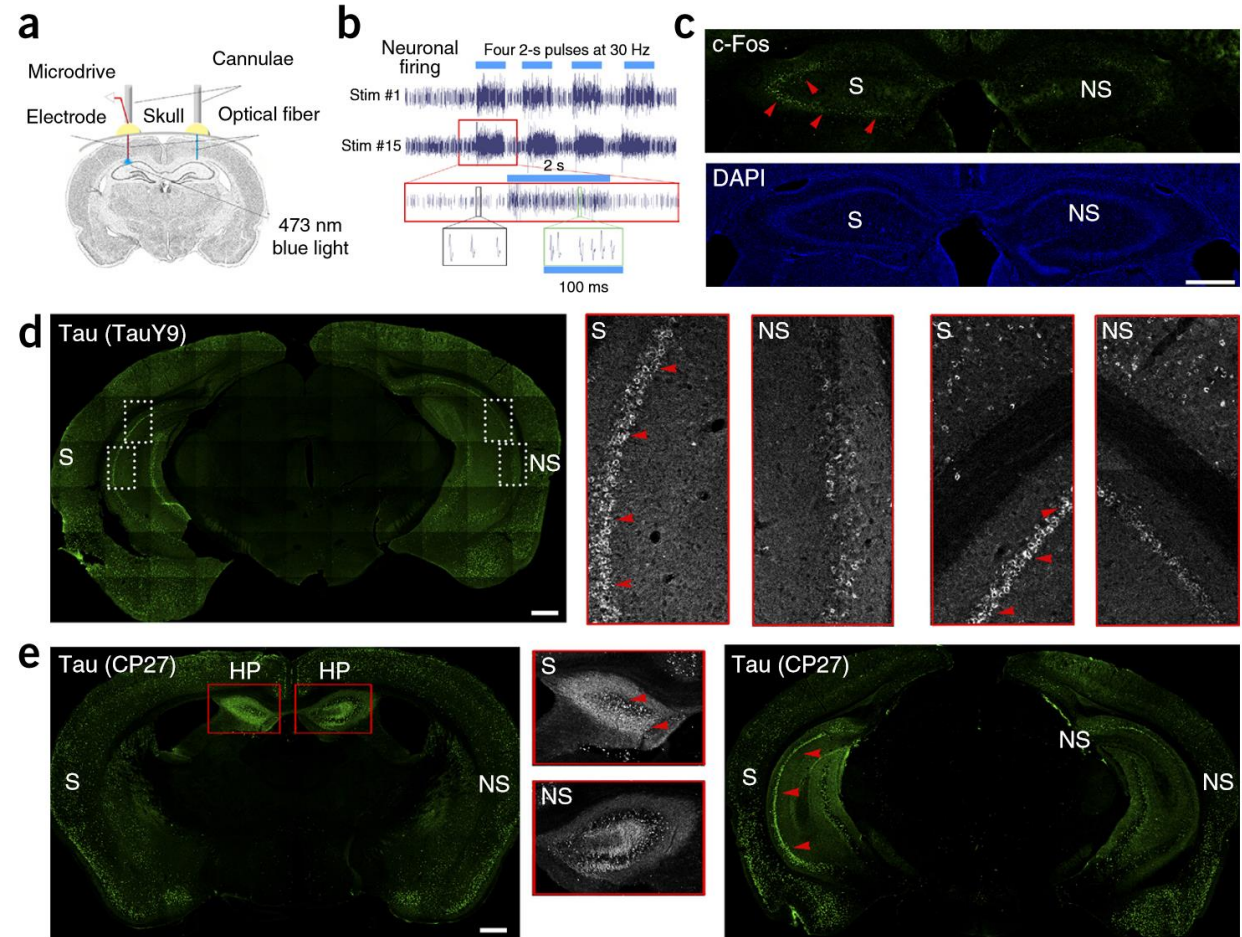 a
Microdrive
Cannulae
Electrode
Skull
Optical fiber
473 nm
blue light
b
Neuronal
firing
Four 2-s pulses at 30 Hz
Stim #1
Stim #15
2 s
100 ms
c
c-Fos
S
NS
DAPI
S
NS
d
Tau (TauY9)
S
NS
S
NS
S
NS
e
Tau (CP27)
HP
HP
S
NS
S
NS
Tau (CP27)
NS
S
NS